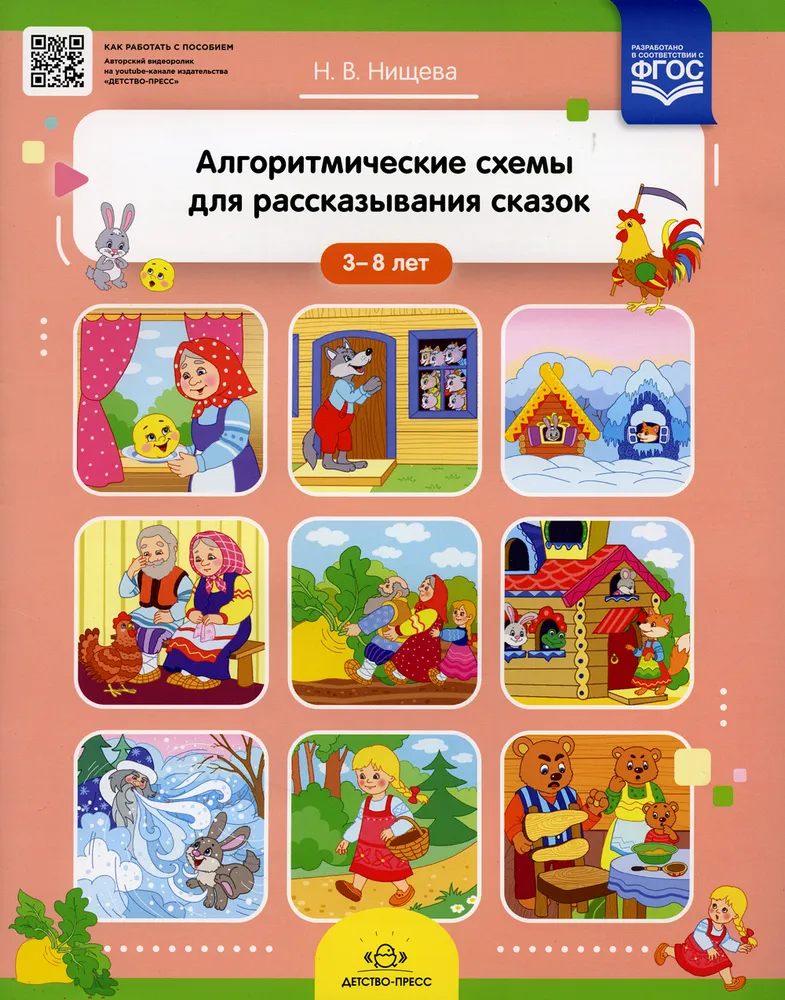 КАК РАБОТАТЬ С ПОСОБИЕМ
Авторский видеоролик
на youtube-канале издательства
«ДЕТСТВО-ПРЕСС»
Н. В. Нищева
РАЗРАБОТАНО
В СООТВЕТСТВИИ С
ФГОС
Алгоритмические схемы
для рассказывания сказок
3–8 лет
ДЕТСТВО-ПРЕСС